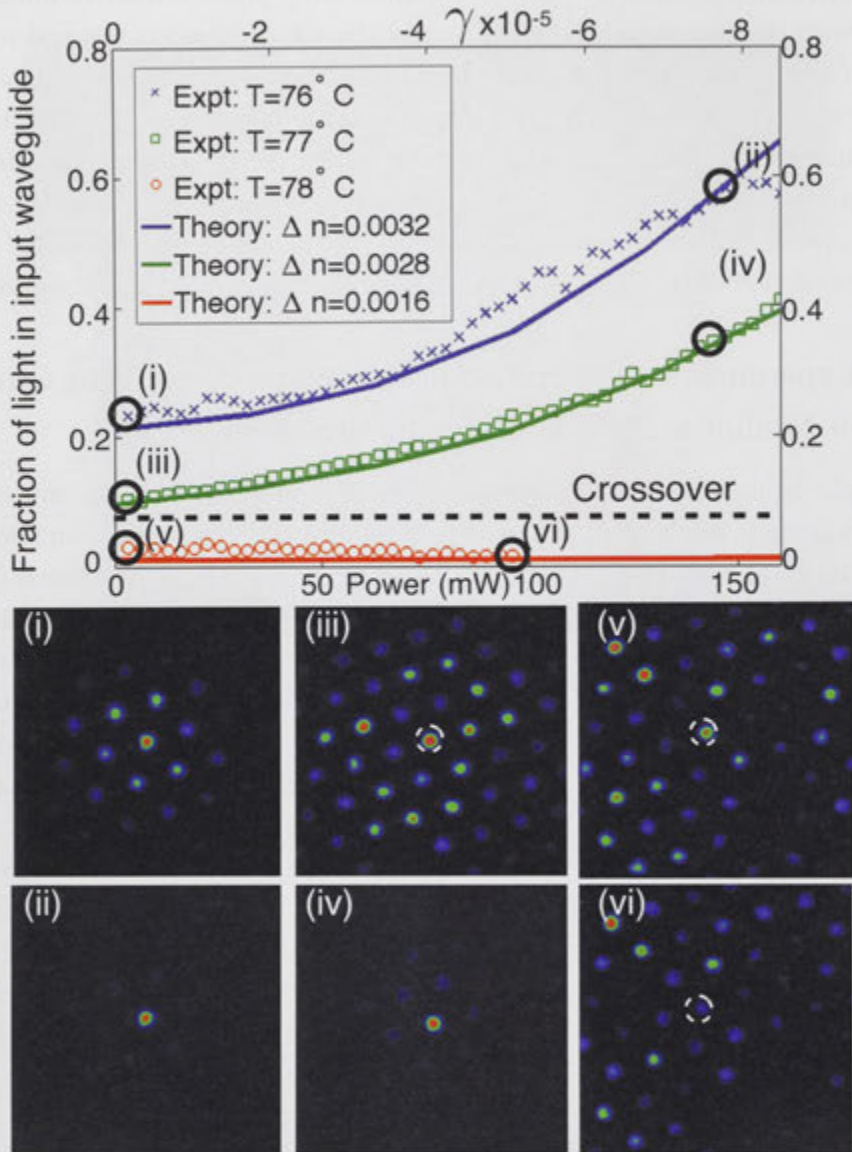 0 -2 -4 γx10-5 -6 -8
0.8 0.8
Fraction of light in input waveguide
Expt: T=76° C
Expt: T=77° C
Expt: T=78° C
Theory: Δ n=0.0032
Theory: Δ n=0.0028
Theory: Δ n=0.0016
(ii)
0.6 0.6
(iv)
0.4 0.4
(i)
0.2 0.2
(iii)
Crossover
(v) (vi)
0 0
0 50 Power (mW) 100 150
(i) (iii) (v)
(ii) (iv) (vi)